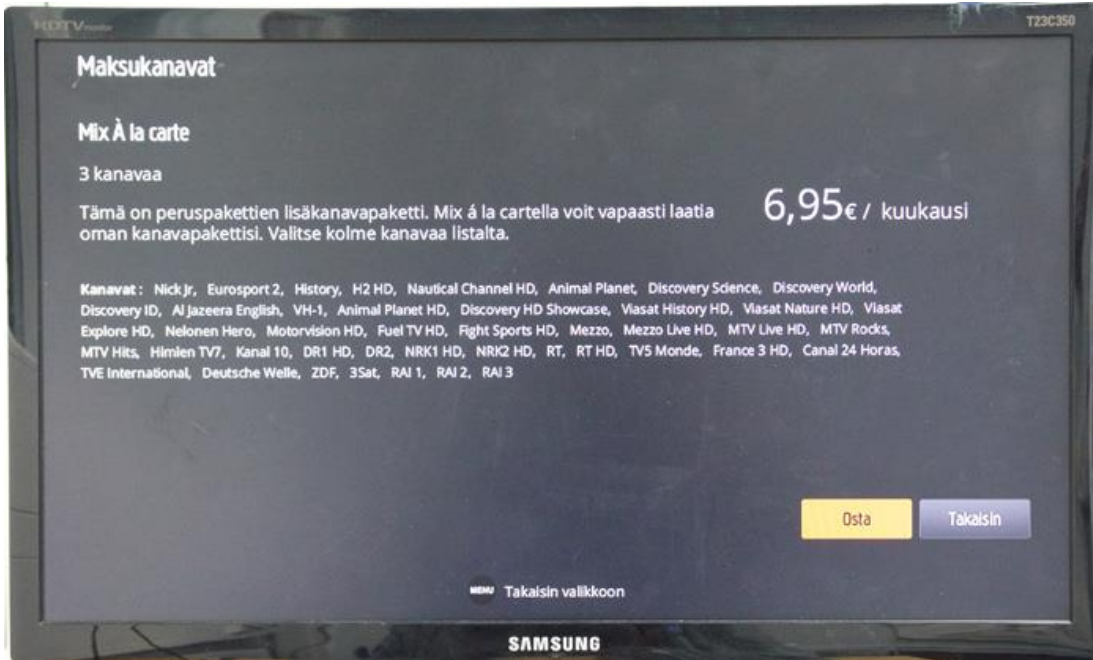 HDTV monitor
T23C350
Maksukanavat
Mix À la carte
3 kanavaa
Tämä on peruspakettien lisäkanavapaketti. Mix á la cartella voit vapaasti laatia
oman kanavapakettisi. Valitse kolme kanavaa listalta.
6,95€ / kuukausi
Kanavat : Nick Jr, Eurosport 2, History, H2 HD, Nautical Channel HD, Animal Planet, Discovery Science, Discovery World,
Discovery ID, Al Jazeera English, VH-1, Animal Planet HD, Discovery HD Showcase, Viasat History HD, Viasat Nature HD, Viasat
Explore HD, Nelonen Hero, Motorvision HD, Fuel TV HD, Fight Sports HD, Mezzo, Mezzo Live HD, MTV Live HD, MTV Rocks,
MTV Hits, Himlen TV7, Kanal 10, DR1 HD, DR2, NRK1 HD, NRK2 HD, RT, RT HD, TV5 Monde, France 3 HD, Canal 24 Horas,
TVE International, Deutsche Welle, ZDF, 3Sat, RAI 1, RAI 2, RAI 3
Osta
Takaisin
MENU Takaisin valikkoon
SAMSUNG